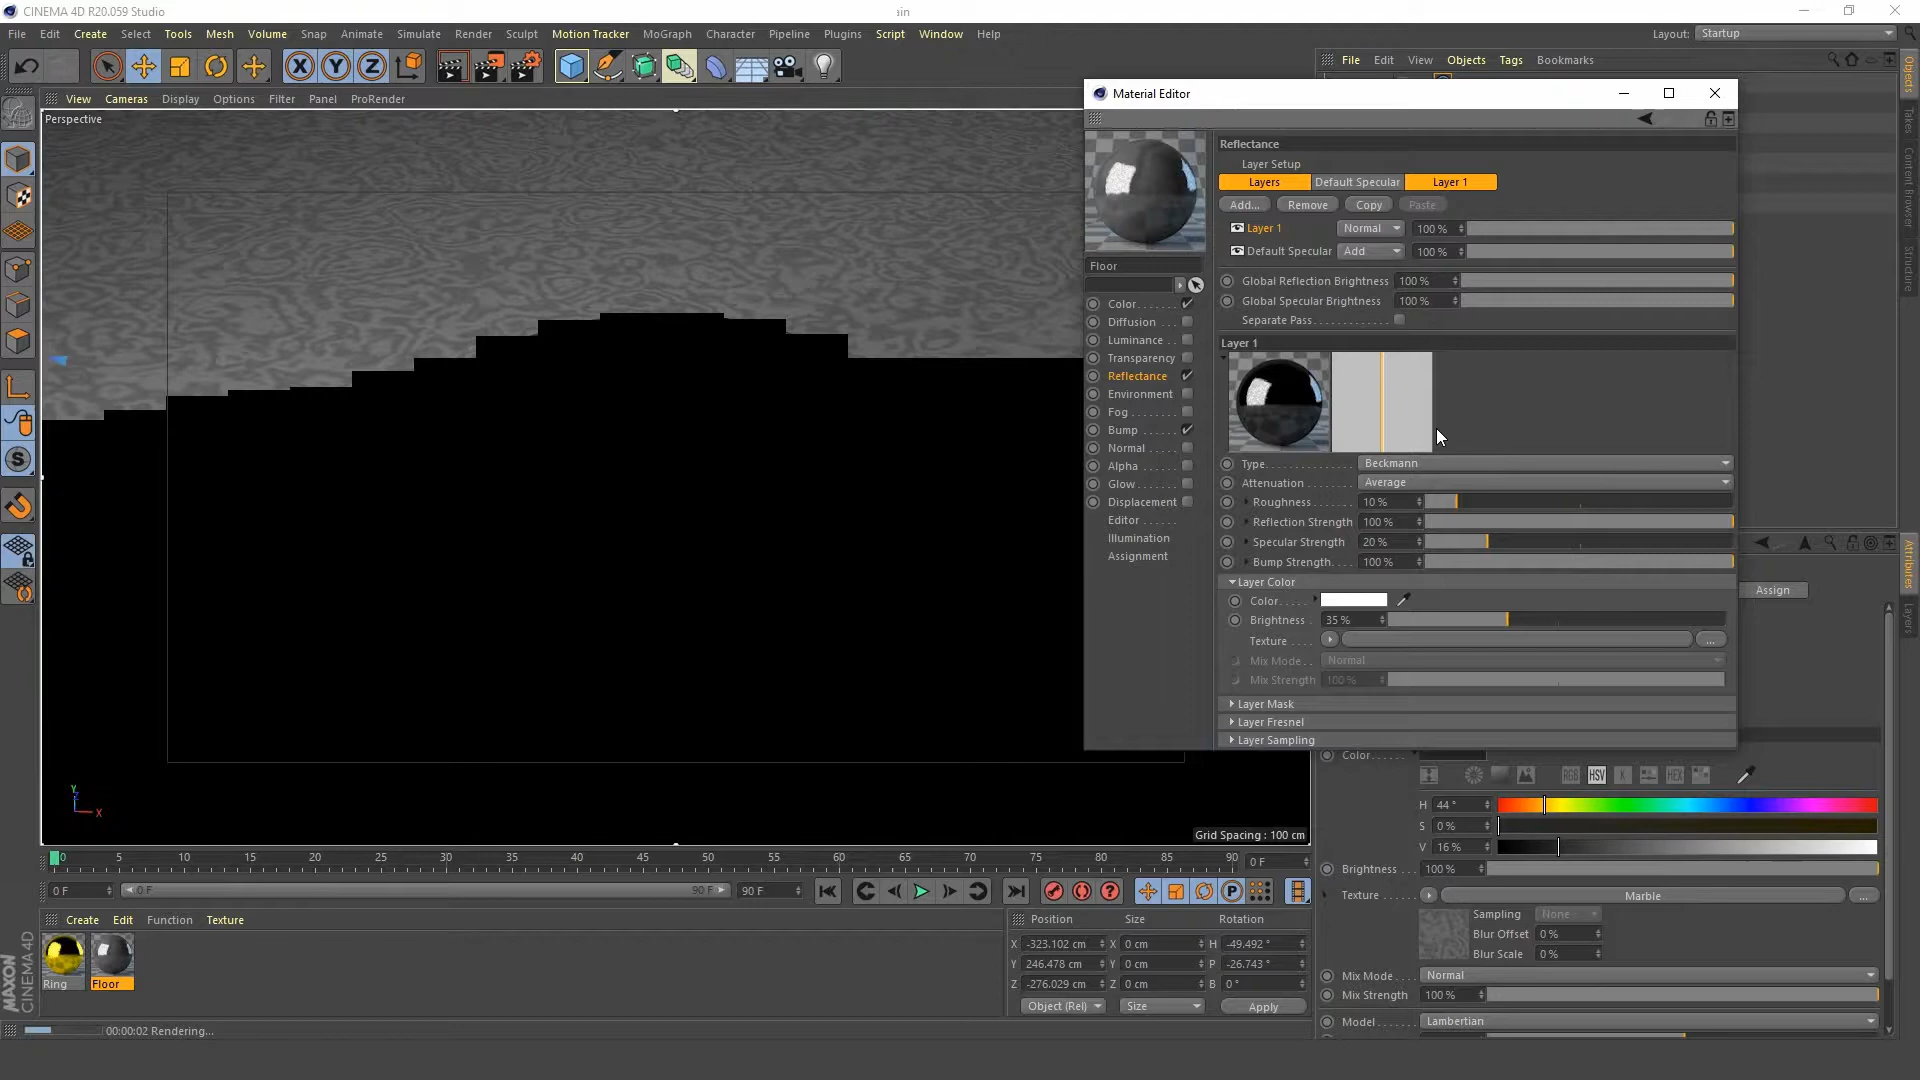 CINEMA 4D R20.059 Studio
ain
File Edit Create Select Tools Mesh Volume Snap Animate Simulate Render Sculpt Motion Tracker MoGraph Character Pipeline Plugins Script Window Help
Layout: Startup
File Edit View Objects Tags Bookmarks
View Cameras Display Options Filter Panel ProRender
Perspective
Material Editor
Reflectance
Layer Setup
Layers Default Specular Layer 1
Add... Remove Copy Paste
Layer 1 Normal 100 %
Default Specular Add 100 %
Global Reflection Brightness 100 %
Global Specular Brightness 100 %
Separate Pass
Layer 1
Type Beckmann
Attenuation Average
Roughness 10 %
Reflection Strength 100 %
Specular Strength 20 %
Bump Strength 100 %
Layer Color
Color
Brightness 35 %
Texture ...
Mix Mode Normal
Mix Strength 100 %
Layer Mask
Layer Fresnel
Layer Sampling
Floor
Color
Diffusion
Luminance
Transparency
Reflectance
Environment
Fog
Bump
Normal
Alpha
Glow
Displacement
Editor
Illumination
Assignment
Objects
Takes
Content Browser
Structure
Attributes
Layers
Assign
Color
RGB HSV K HEX
H 44 °
S 0 %
V 16 %
Brightness 100 %
Texture Marble ...
Sampling None
Blur Offset 0 %
Blur Scale 0 %
Mix Mode Normal
Mix Strength 100 %
Model Lambertian
Y
Z
X
Grid Spacing : 100 cm
0 5 10 15 20 25 30 35 40 45 50 55 60 65 70 75 80 85 90 0 F
0 F 0 F 90 F 90 F
Create Edit Function Texture
Ring
Floor
Position Size Rotation
X -323.102 cm X 0 cm H -49.492 °
Y 246.478 cm Y 0 cm P -26.743 °
Z -276.029 cm Z 0 cm B 0 °
Object (Rel) Size Apply
MAXON
CINEMA 4D
00:00:02 Rendering...